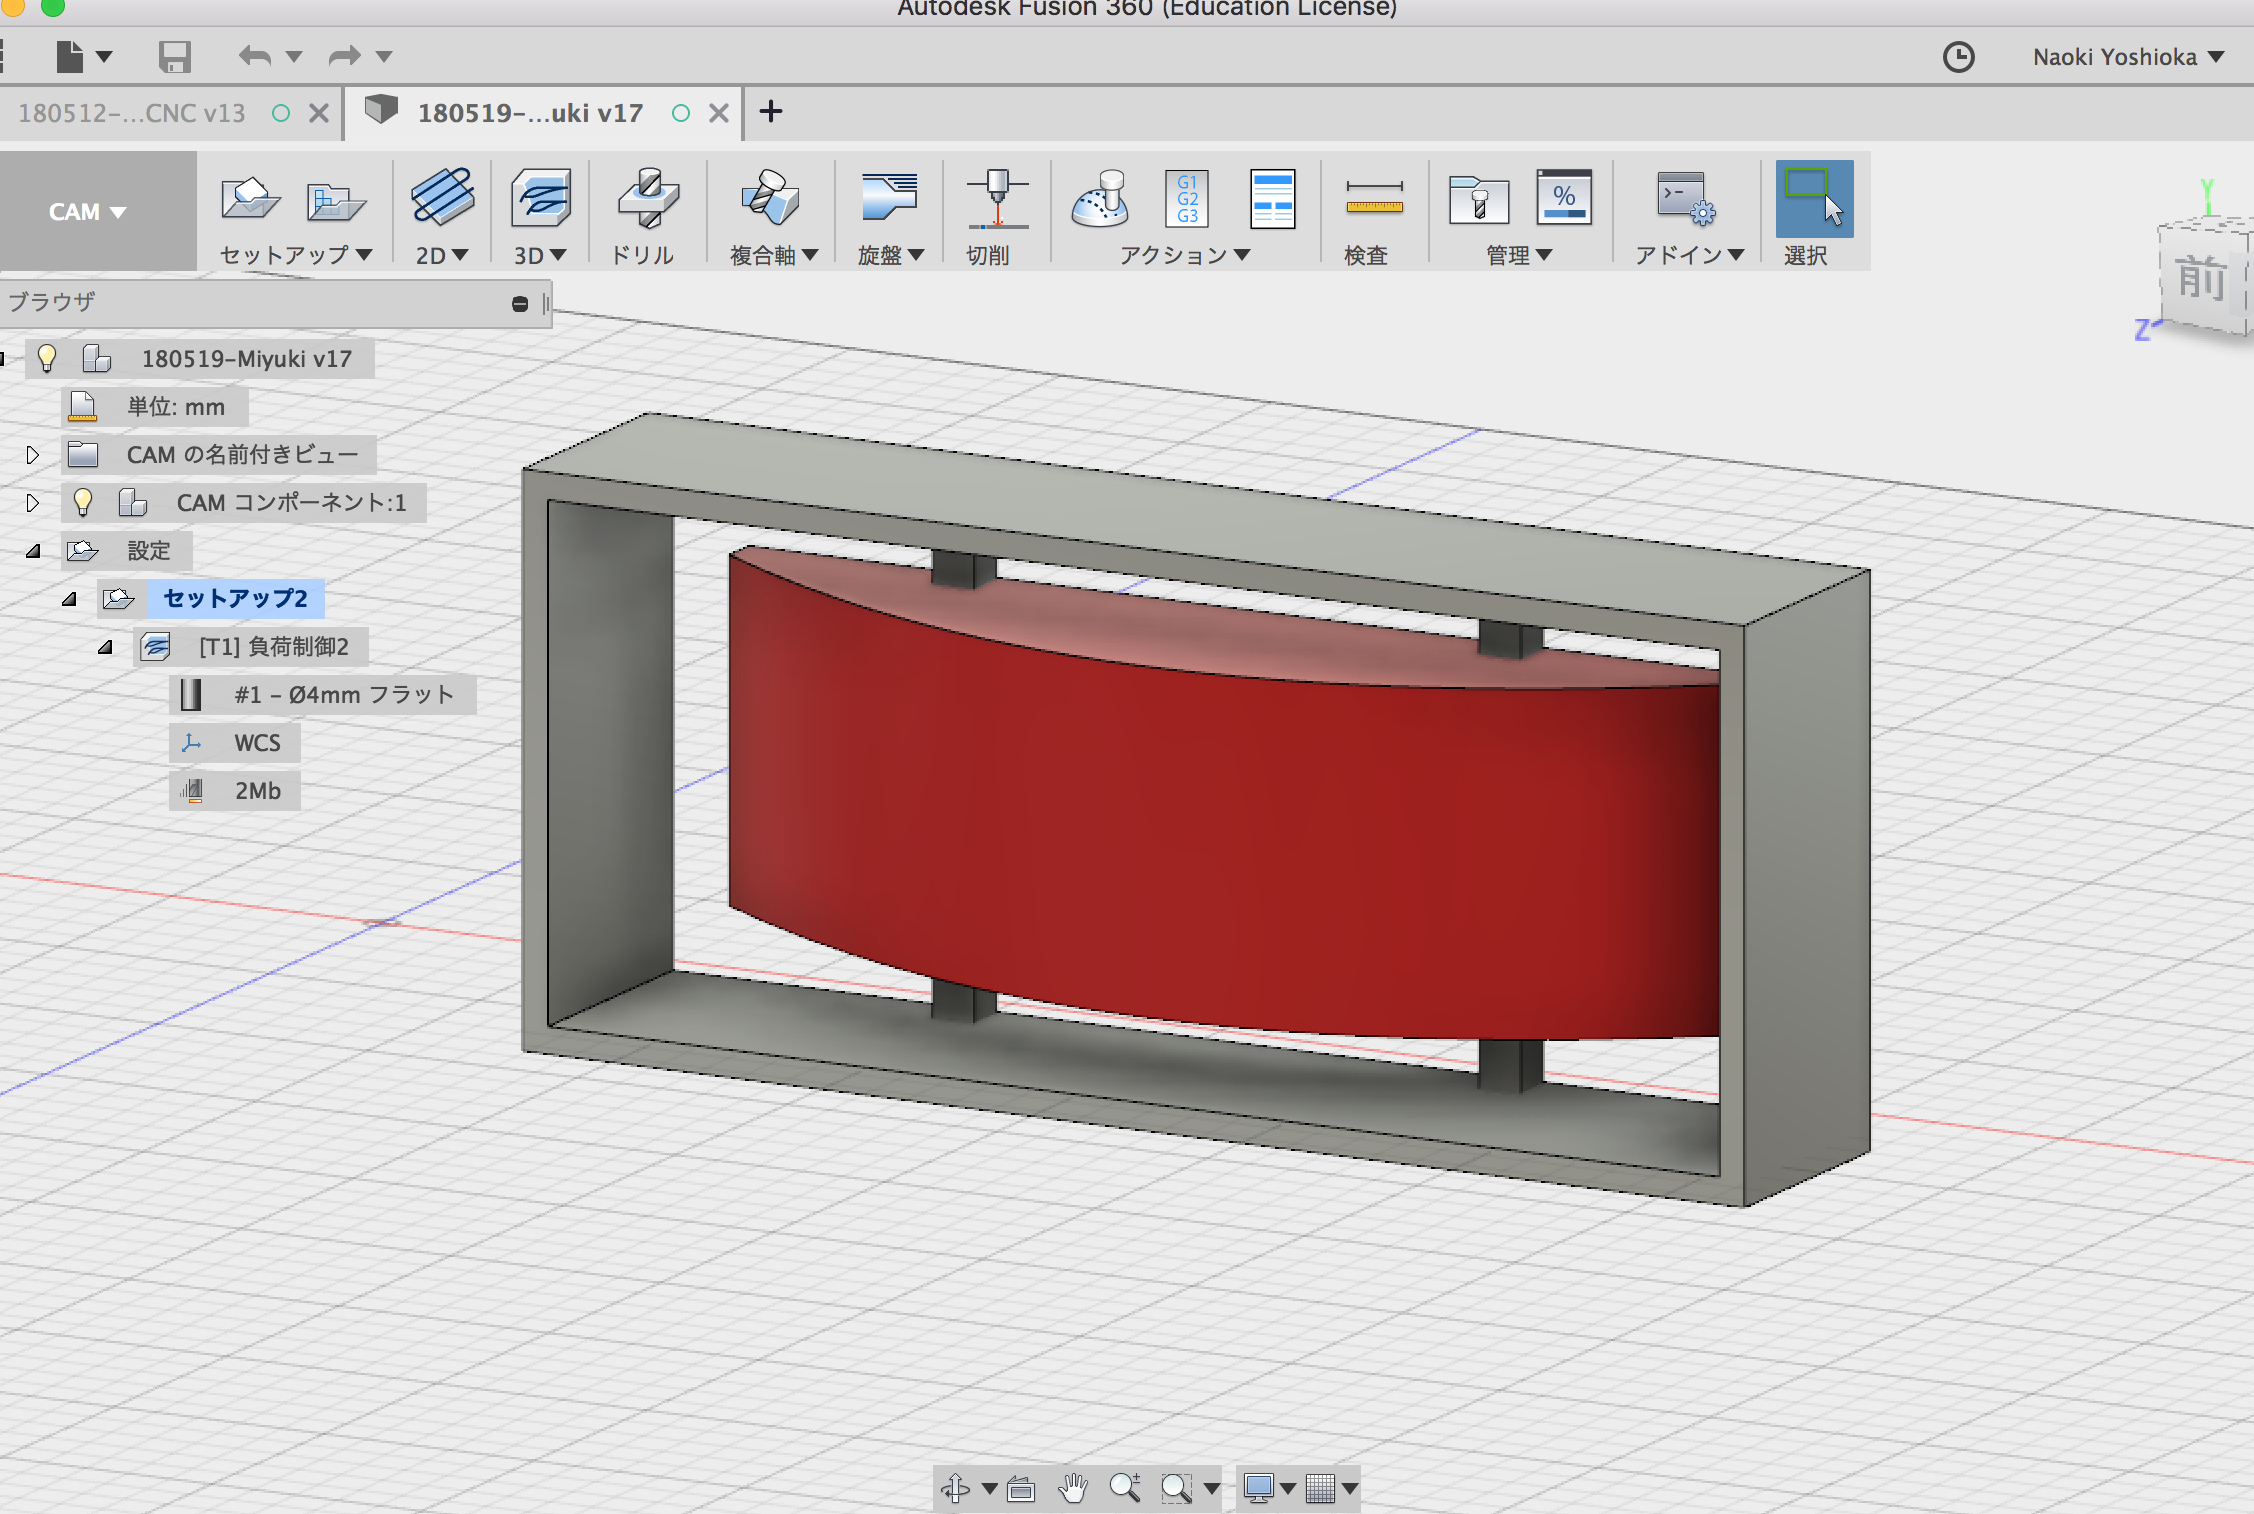 Autodesk Fusion 360 (Education License)
Naoki Yoshioka
180512-...CNC v13
180519-...uki v17
CAM
G1
G2
G3
%
セットアップ
2D
3D
ドリル
複合軸
旋盤
切削
アクション
検査
管理
アドイン
選択
ブラウザ
Y
前
Z
180519-Miyuki v17
単位: mm
CAM の名前付きビュー
CAM コンポーネント:1
設定
セットアップ2
[T1] 負荷制御2
#1 - Ø4mm フラット
WCS
2Mb